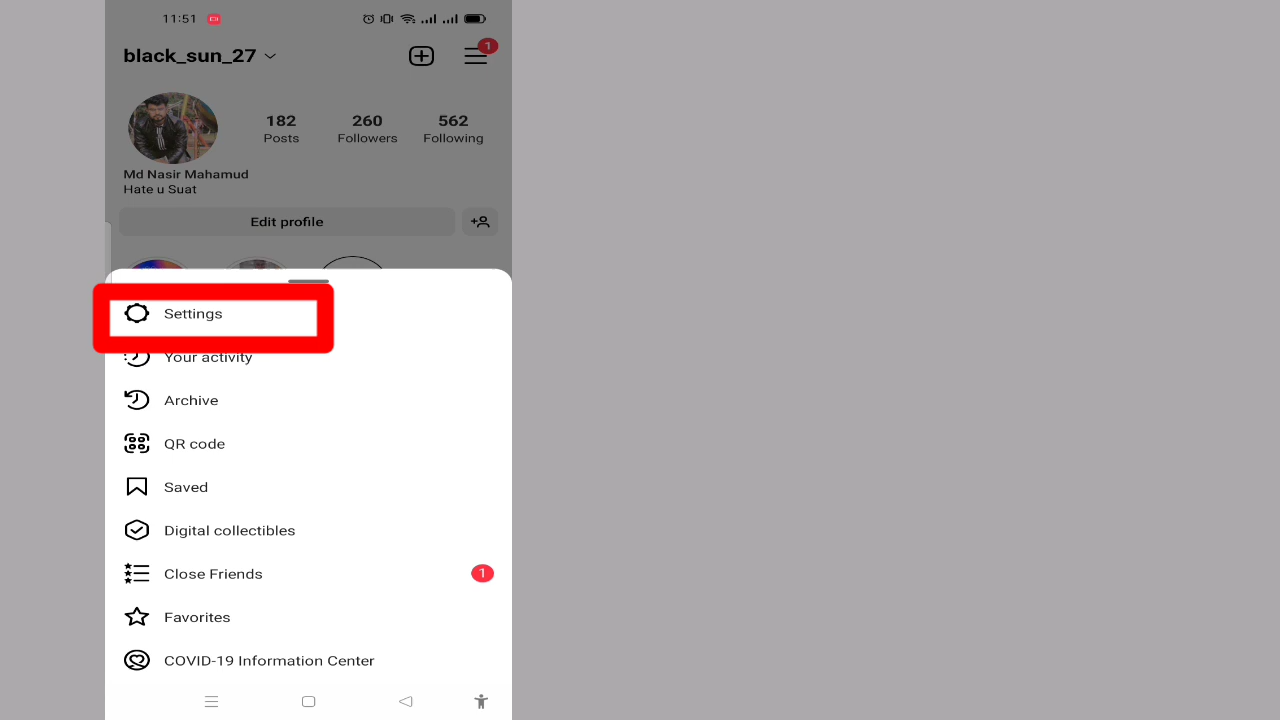 11:51
black_sun_27
1
182 260 562
Posts Followers Following
Md Nasir Mahamud
Hate u Suat
Edit profile
Settings
Your activity
Archive
QR code
Saved
Digital collectibles
Close Friends 1
Favorites
COVID-19 Information Center